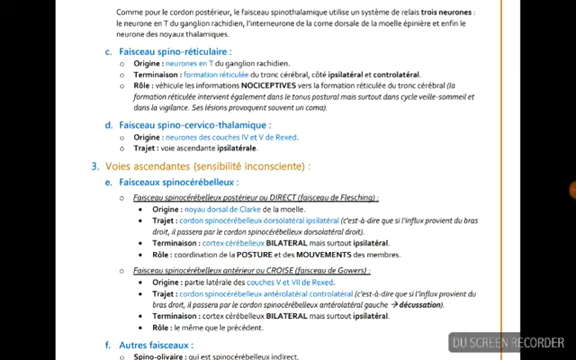 Comme pour le cordon postérieur, le faisceau spinothalamique utilise un système de relais trois neurones :
le neurone en T du ganglion rachidien, l'interneurone de la corne dorsale de la moelle épinière et enfin le
neurone des noyaux thalamiques.
c. Faisceau spino-réticulaire :
o Origine : neurones en T du ganglion rachidien.
o Terminaison : formation réticulée du tronc cérébral, côté ipsilatéral et controlatéral.
o Rôle : véhicule les informations NOCICEPTIVES vers la formation réticulée du tronc cérébral (la
formation réticulée intervient également dans le tonus postural mais surtout dans cycle veille-sommeil et
dans la vigilance. Ses lésions provoquent souvent un coma).
d. Faisceau spino-cervico-thalamique :
o Origine : neurones des couches IV et V de Rexed.
o Trajet : voie ascendante ipsilatérale.
3. Voies ascendantes (sensibilité inconsciente) :
e. Faisceaux spinocérébelleux :
o Faisceau spinocérébelleux postérieur ou DIRECT (faisceau de Flesching) :
• Origine : noyau dorsal de Clarke de la moelle.
• Trajet : cordon spinocérébelleux dorsolatéral ipsilatéral (c'est-à-dire que si l'influx provient du bras
droit, il passera par le cordon spinocérébelleux dorsolatéral droit).
• Terminaison : cortex cérébelleux BILATERAL mais surtout ipsilatéral.
• Rôle : coordination de la POSTURE et des MOUVEMENTS des membres.
o Faisceau spinocérébelleux antérieur ou CROISE (faisceau de Gowers) :
• Origine : partie latérale des couches V et VII de Rexed.
• Trajet : cordon spinocérébelleux antérolatéral controlatéral (c'est-à-dire que si l'influx provient du
bras droit, il passera par le cordon spinocérébelleux antérolatéral gauche → décussation).
• Terminaison : cortex cérébelleux BILATERAL mais surtout ipsilatéral.
• Rôle : le même que le précédent.
f. Autres faisceaux :
o Spino-olivaire : qui est spinocérébelleux indirect.
DU SCREEN RECORDER